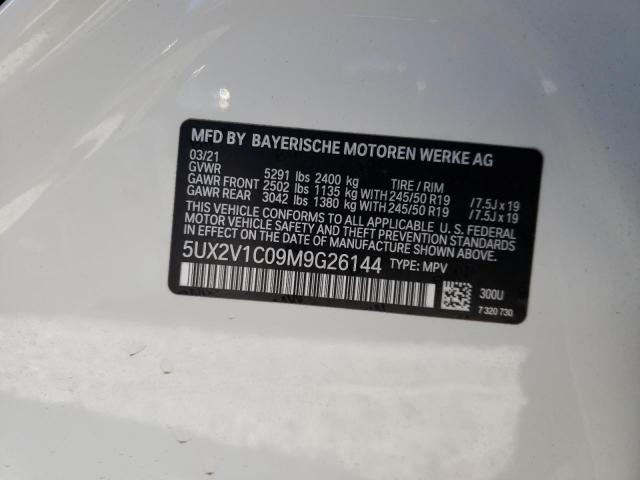 MFD BY BAYERISCHE MOTOREN WERKE AG
03/21
GVWR 5291 lbs 2400 kg TIRE / RIM
GAWR FRONT 2502 lbs 1135 kg WITH 245/50 R19 /7.5J x 19
GAWR REAR 3042 lbs 1380 kg WITH 245/50 R19 /7.5J x 19
THIS VEHICLE CONFORMS TO ALL APPLICABLE U. S. FEDERAL
MOTOR VEHICLE SAFETY, BUMPER, AND THEFT PREVENTION
STANDARDS IN EFFECT ON THE DATE OF
MANUFACTURE SHOWN ABOVE.
5UX2V1C09M9G26144 TYPE: MPV
300U
7 320 730